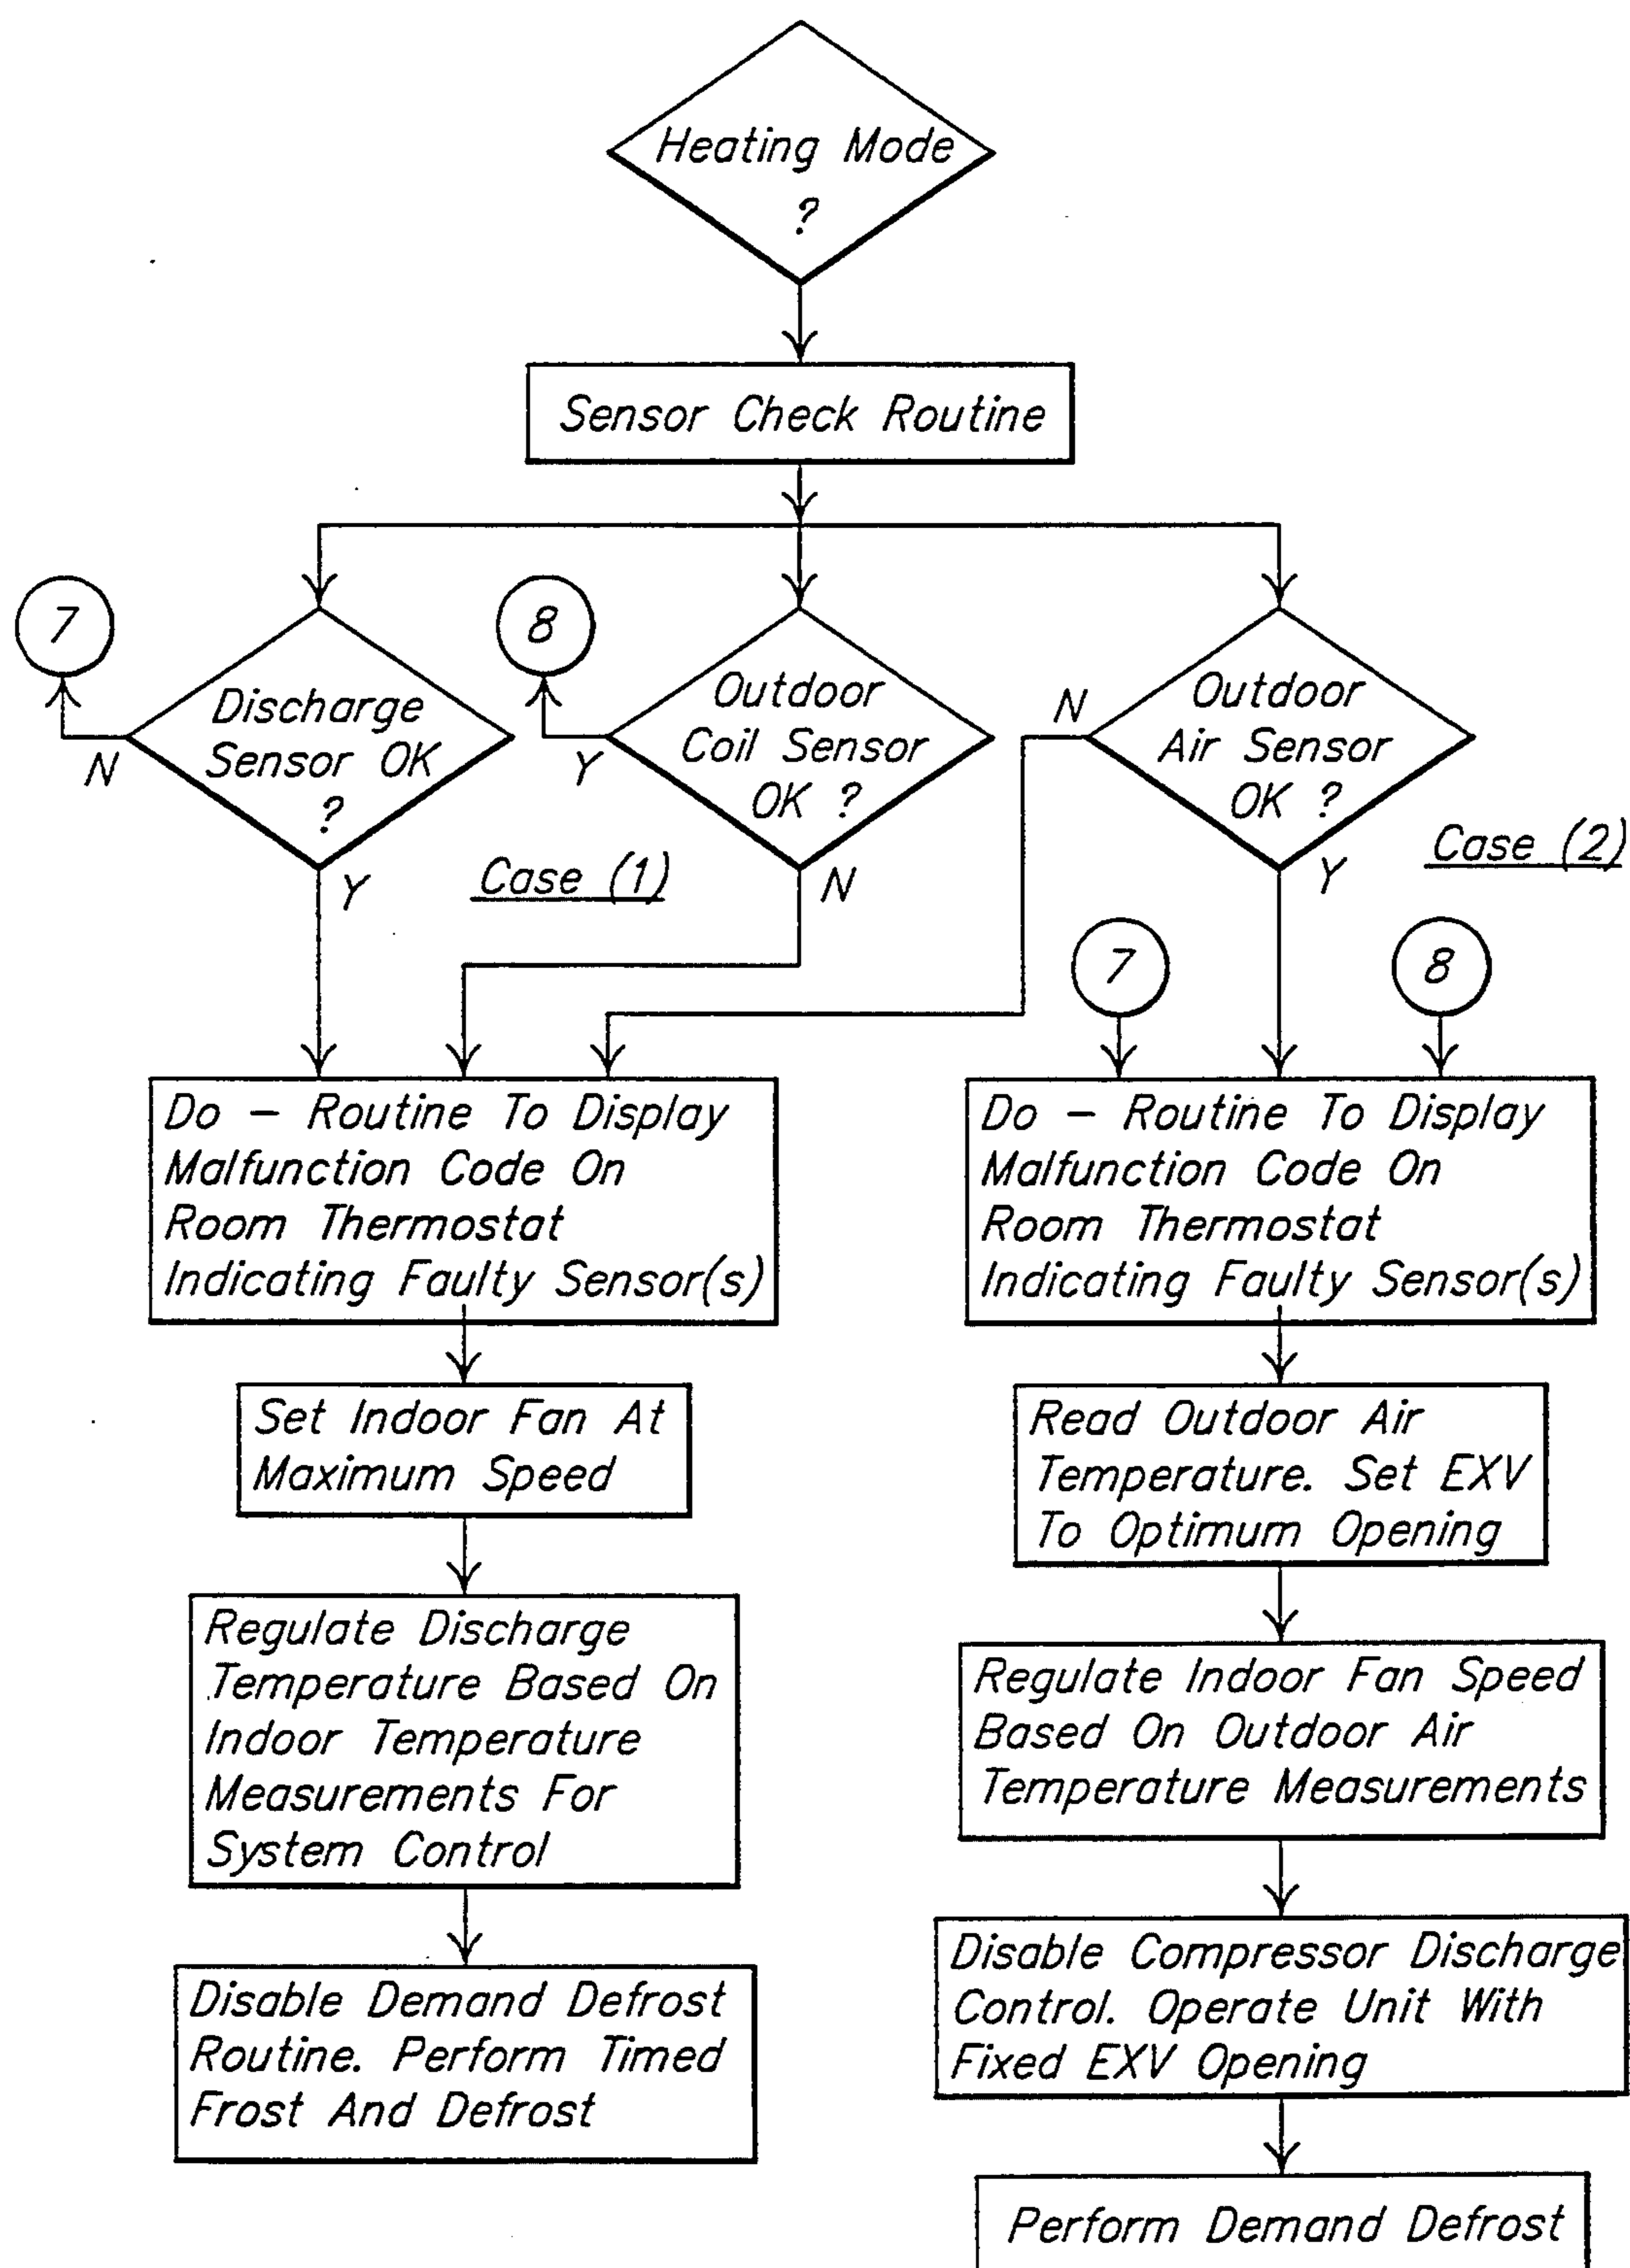 Heating Mode
?
Sensor Check Routine
7
8
Discharge
Sensor OK
?
N
Y
Outdoor
Coil Sensor
OK ?
Y
N
Outdoor
Air Sensor
OK ?
N
Y
Case (1)
Case (2)
7
8
Do - Routine To Display
Malfunction Code On
Room Thermostat
Indicating Faulty Sensor(s)
Set Indoor Fan At
Maximum Speed
Regulate Discharge
Temperature Based On
Indoor Temperature
Measurements For
System Control
Disable Demand Defrost
Routine. Perform Timed
Frost And Defrost
Do - Routine To Display
Malfunction Code On
Room Thermostat
Indicating Faulty Sensor(s)
Read Outdoor Air
Temperature. Set EXV
To Optimum Opening
Regulate Indoor Fan Speed
Based On Outdoor Air
Temperature Measurements
Disable Compressor Discharge
Control. Operate Unit With
Fixed EXV Opening
Perform Demand Defrost